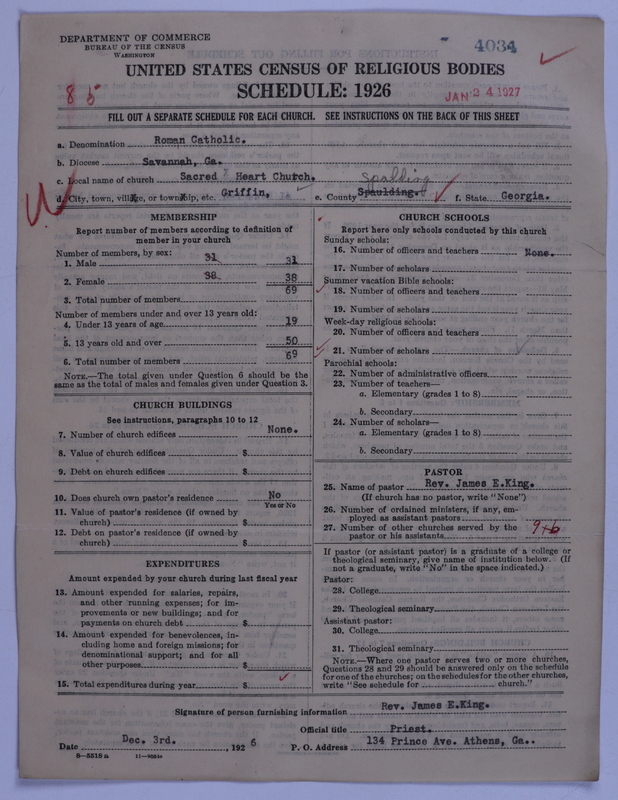 DEPARTMENT OF COMMERCE
BUREAU OF THE CENSUS
WASHINGTON
4034
UNITED STATES CENSUS OF RELIGIOUS BODIES
8 5
SCHEDULE: 1926
JAN 24 1927
FILL OUT A SEPARATE SCHEDULE FOR EACH CHURCH. SEE INSTRUCTIONS ON THE BACK OF THIS SHEET
a. Denomination Roman Catholic.
b. Diocese Savannah, Ga.
c. Local name of church Sacred Heart Church.
Spalding
d. City, town, village, or township, etc. Griffin, e. County Spaulding. f. State Georgia.
MEMBERSHIP
Report number of members according to definition of
member in your church
Number of members, by sex:
1. Male 31 31
2. Female 38 38
3. Total number of members 69
Number of members under and over 13 years old:
4. Under 13 years of age 19
5. 13 years old and over 50
6. Total number of members 69
NOTE.—The total given under Question 6 should be the
same as the total of males and females given under Question 3.
CHURCH BUILDINGS
See instructions, paragraphs 10 to 12
7. Number of church edifices None.
8. Value of church edifices $
9. Debt on church edifices $
10. Does church own pastor's residence No
Yes or No
11. Value of pastor's residence (if owned by
church) $
12. Debt on pastor's residence (if owned by
church) $
EXPENDITURES
Amount expended by your church during last fiscal year
13. Amount expended for salaries, repairs,
and other running expenses; for im-
provements or new buildings; and for
payments on church debt $
14. Amount expended for benevolences, in-
cluding home and foreign missions; for
denominational support; and for all
other purposes $
15. Total expenditures during year $
CHURCH SCHOOLS
Report here only schools conducted by this church
Sunday schools:
16. Number of officers and teachers None.
17. Number of scholars
Summer vacation Bible schools:
18. Number of officers and teachers
19. Number of scholars
Week-day religious schools:
20. Number of officers and teachers
21. Number of scholars
Parochial schools:
22. Number of administrative officers
23. Number of teachers—
a. Elementary (grades 1 to 8)
b. Secondary
24. Number of scholars—
a. Elementary (grades 1 to 8)
b. Secondary
PASTOR
25. Name of pastor Rev. James E.King.
(If church has no pastor, write "None")
26. Number of ordained ministers, if any, em-
ployed as assistant pastors
27. Number of other churches served by the
pastor or his assistants 9+6
If pastor (or assistant pastor) is a graduate of a college or
theological seminary, give name of institution below. (If
not a graduate, write "No" in the space indicated.)
Pastor:
28. College
29. Theological seminary
Assistant pastor:
30. College
31. Theological seminary
NOTE.—Where one pastor serves two or more churches,
Questions 28 and 29 should be answered only on the schedule
for one of the churches; on the schedules for the other churches,
write "See schedule for church."
Signature of person furnishing information Rev. James E.King.
Official title Priest.
Date Dec. 3rd. , 1926 P. O. Address 134 Prince Ave. Athens, Ga..
8—5518 a